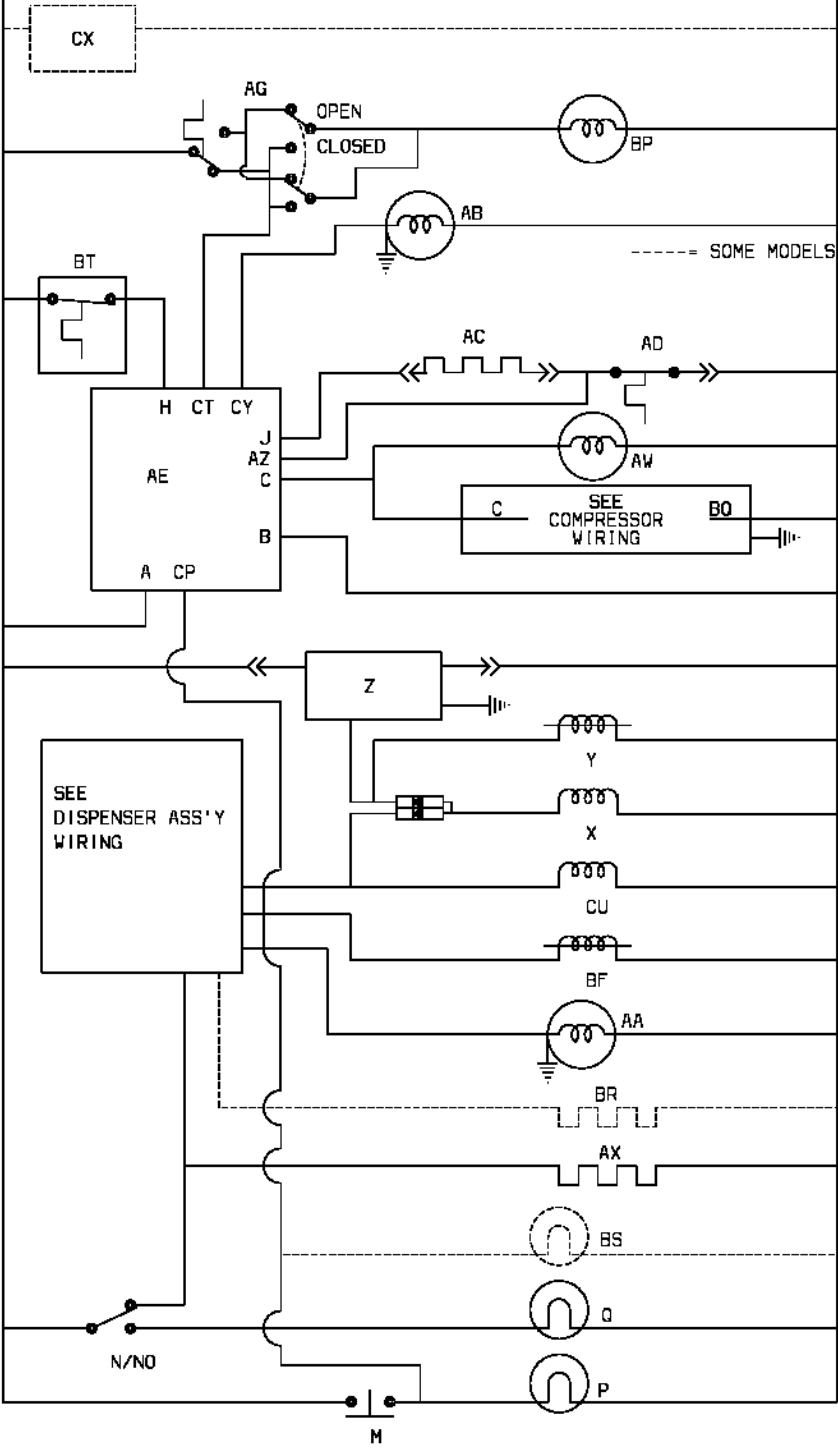 CX
AG
OPEN
CLOSED
BP
AB
-----= SOME MODELS
BT
AC
AD
H CT CY
J
AZ
AE
C
AW
SEE
COMPRESSOR
WIRING
C
BO
B
A CP
Z
Y
SEE
DISPENSER ASS'Y
WIRING
X
CU
BF
AA
BR
AX
BS
Q
N/NO
P
M